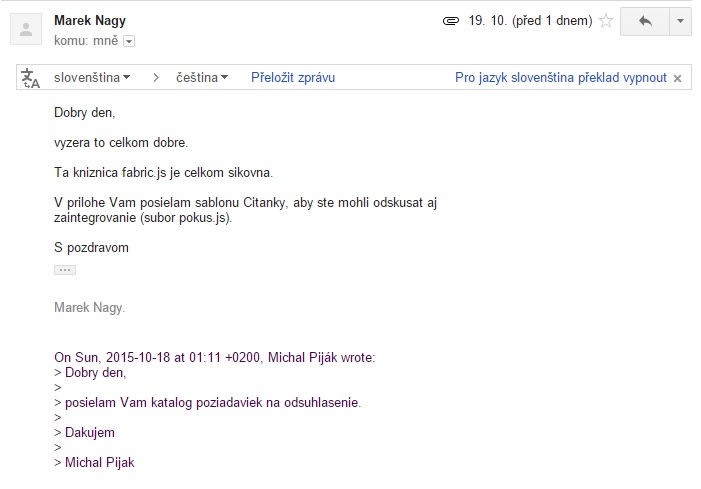 Marek Nagy
19. 10. (před 1 dnem)
komu: mně
slovenština > čeština Přeložit zprávu Pro jazyk slovenština překlad vypnout ×
Dobry den,
vyzera to celkom dobre.
Ta kniznica fabric.js je celkom sikovna.
V prilohe Vam posielam sablonu Citanky, aby ste mohli odskusat aj
zaintegrovanie (subor pokus.js).
S pozdravom
...
Marek Nagy.
On Sun, 2015-10-18 at 01:11 +0200, Michal Piják wrote:
> Dobry den,
>
> posielam Vam katalog poziadaviek na odsuhlasenie.
>
> Dakujem
>
> Michal Pijak